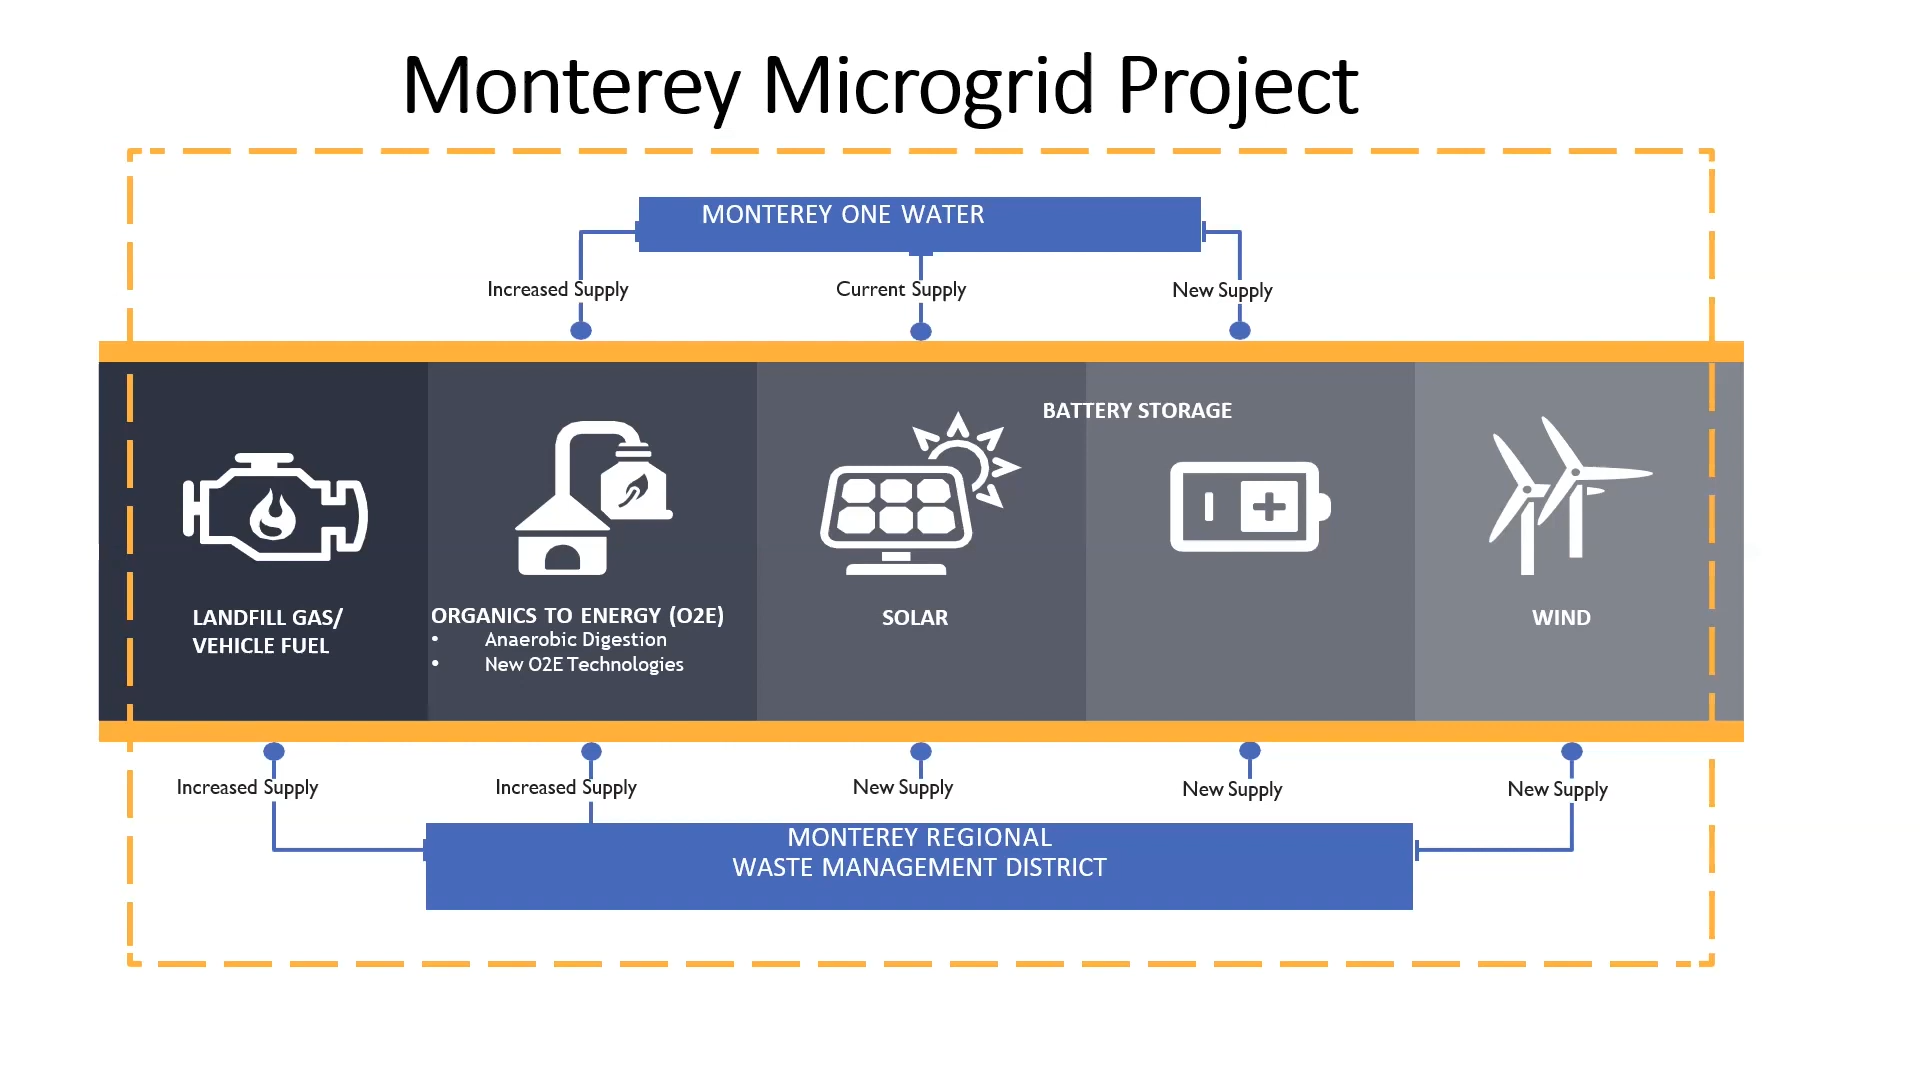 Monterey Microgrid Project
MONTEREY ONE WATER
Increased Supply
Current Supply
New Supply
BATTERY STORAGE
LANDFILL GAS/
VEHICLE FUEL
ORGANICS TO ENERGY (O2E)
• Anaerobic Digestion
• New O2E Technologies
SOLAR
WIND
Increased Supply
Increased Supply
New Supply
New Supply
New Supply
MONTEREY REGIONAL
WASTE MANAGEMENT DISTRICT